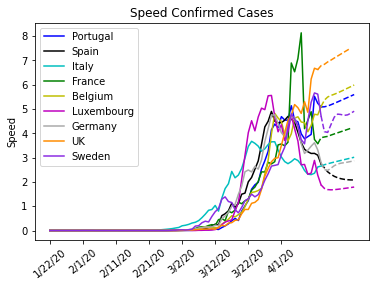 Speed Confirmed Cases
Speed
8
7
6
5
4
3
2
1
0
Portugal
Spain
Italy
France
Belgium
Luxembourg
Germany
UK
Sweden
1/22/20
2/1/20
2/11/20
2/21/20
3/2/20
3/12/20
3/22/20
4/1/20